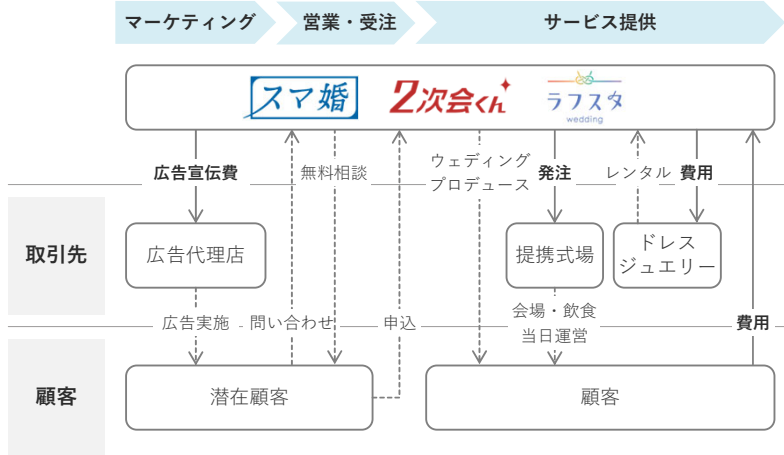 マーケティング
営業・受注
サービス提供
スマ婚
2次会くん
ラフスタ
wedding
広告宣伝費
無料相談
ウェディング
プロデュース
発注
レンタル
費用
取引先
広告代理店
提携式場
ドレス
ジュエリー
広告実施
問い合わせ
申込
会場・飲食
当日運営
費用
顧客
潜在顧客
顧客